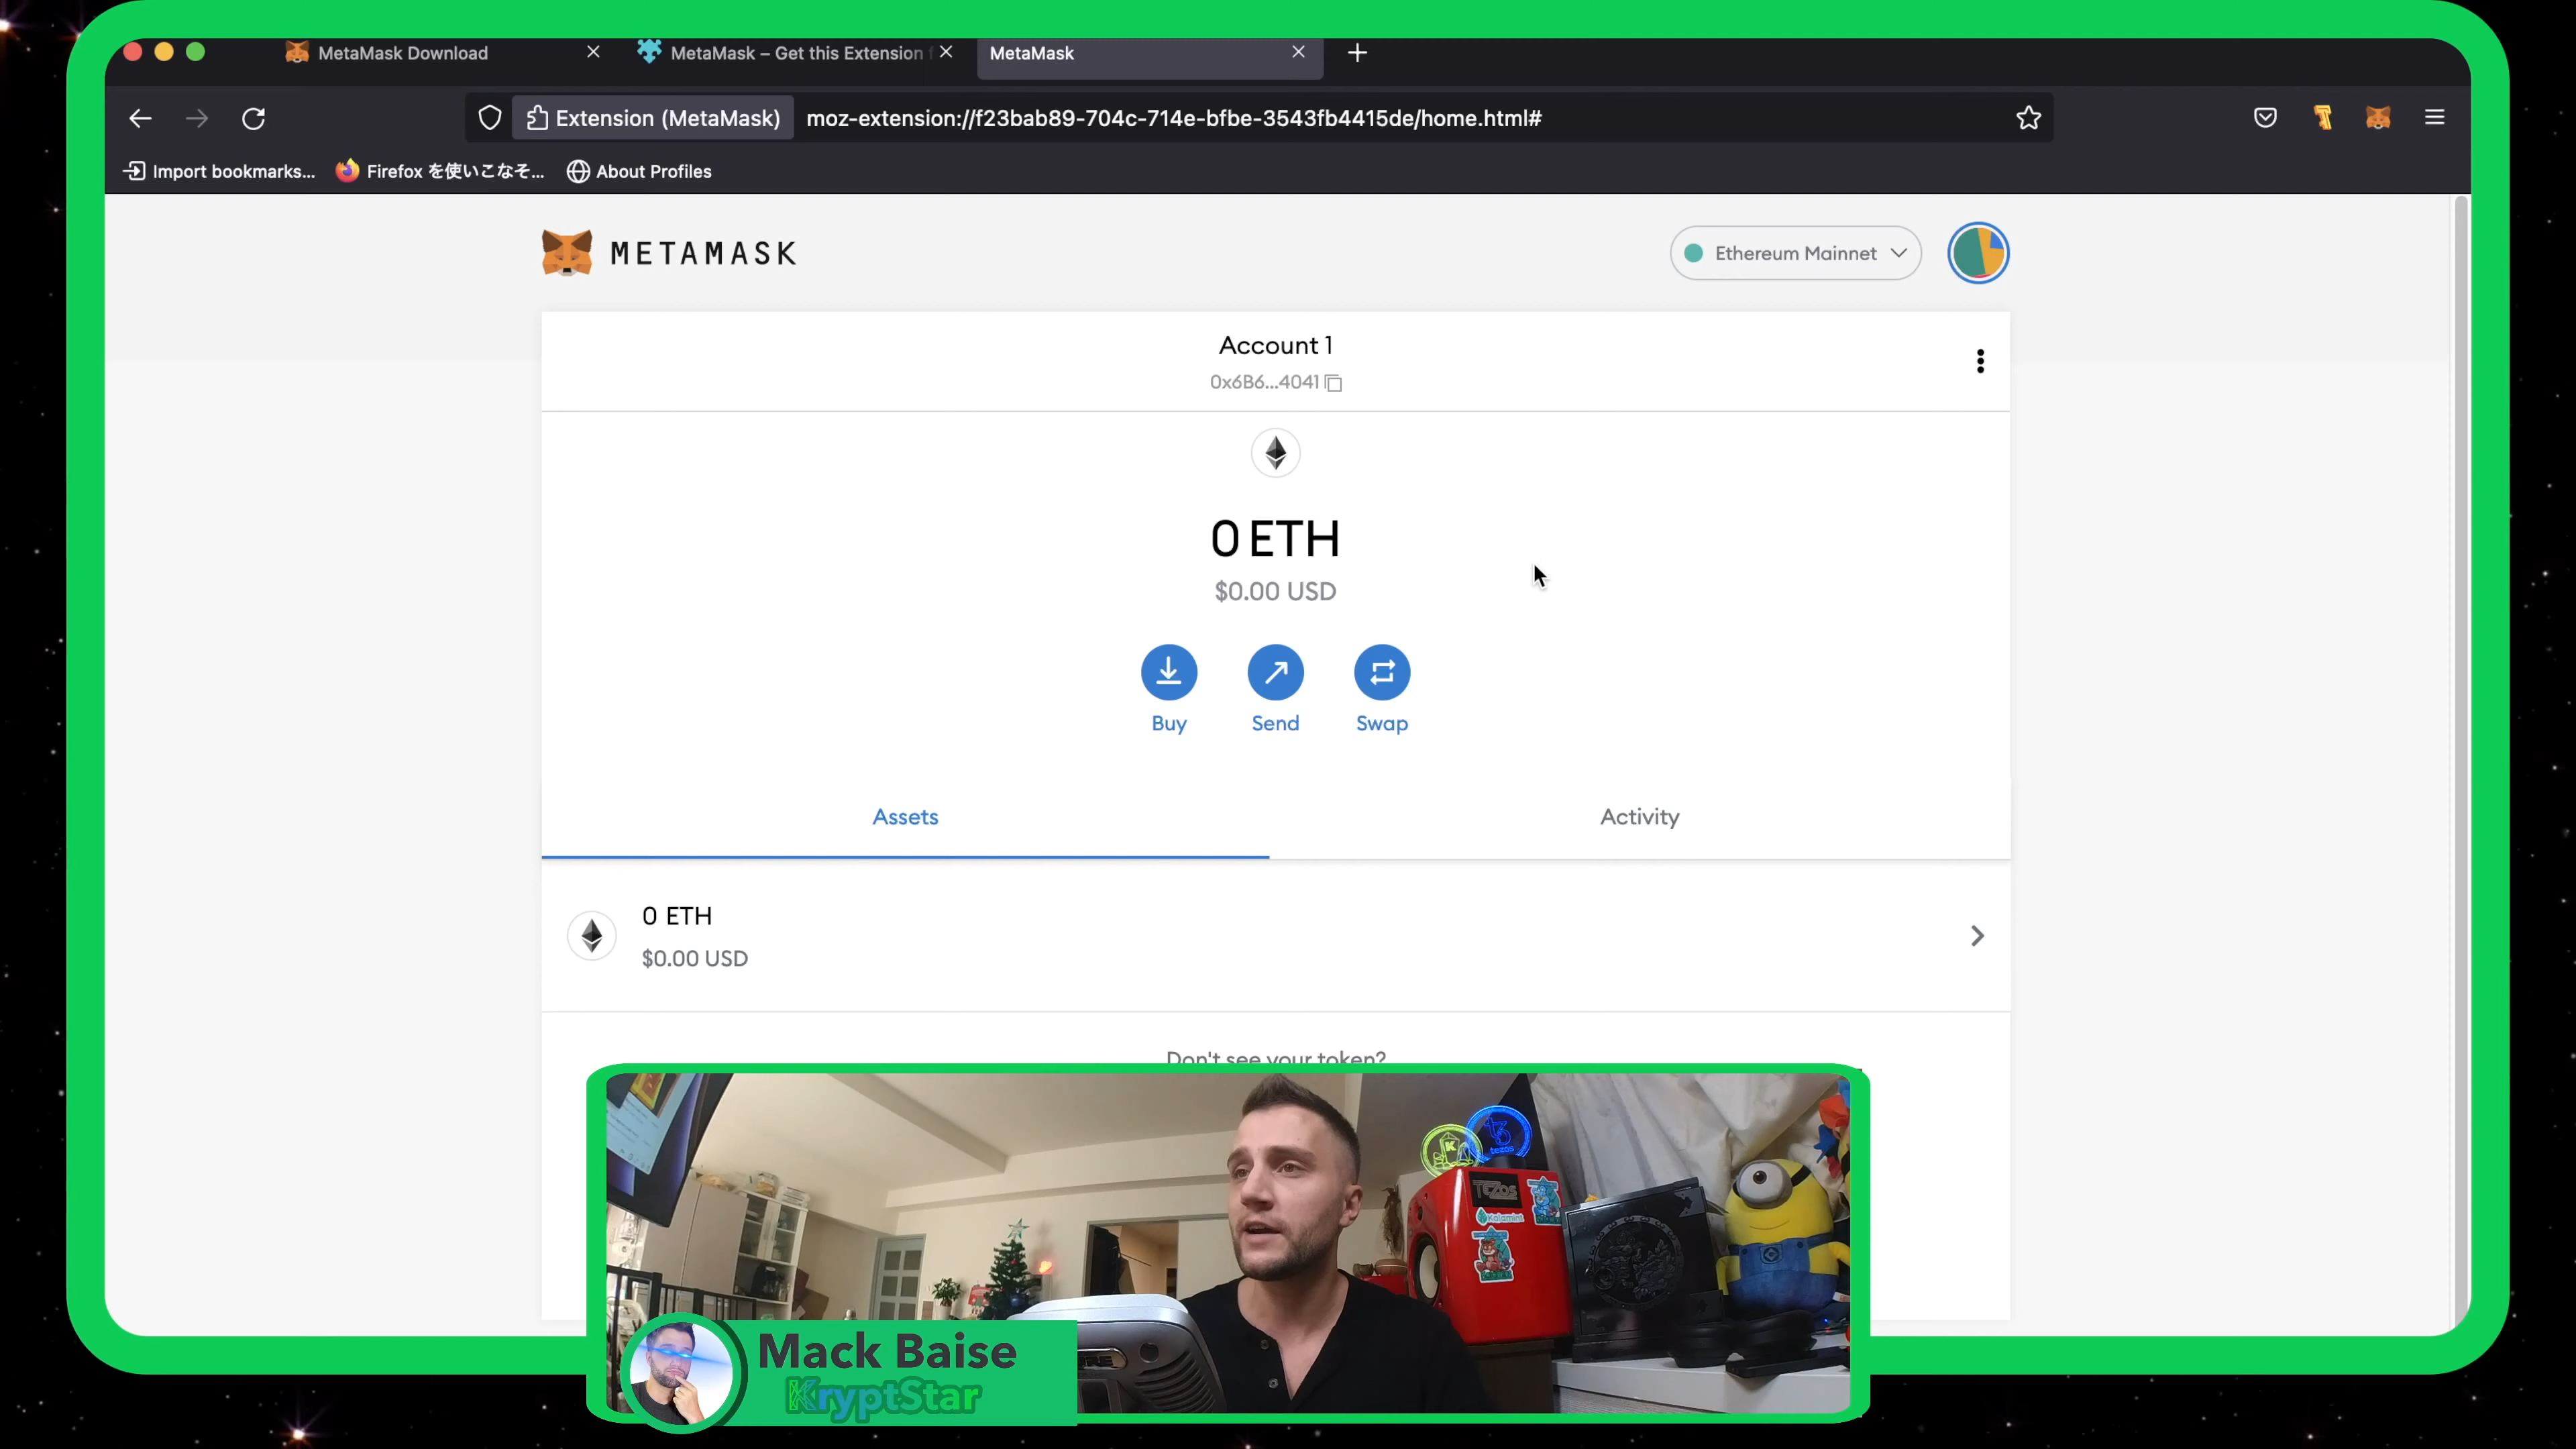 MetaMask Download
MetaMask – Get this Extension f
MetaMask
Extension (MetaMask)
moz-extension://f23bab89-704c-714e-bfbe-3543fb4415de/home.html#
Import bookmarks...
Firefox を使いこなそ...
About Profiles
METAMASK
Ethereum Mainnet
Account 1
0x6B6...4041
0 ETH
$0.00 USD
Buy
Send
Swap
Assets
Activity
0 ETH
$0.00 USD
Don't see your token?
K
tezos
TEZOS
Kalamint
Mack Baise
KryptStar